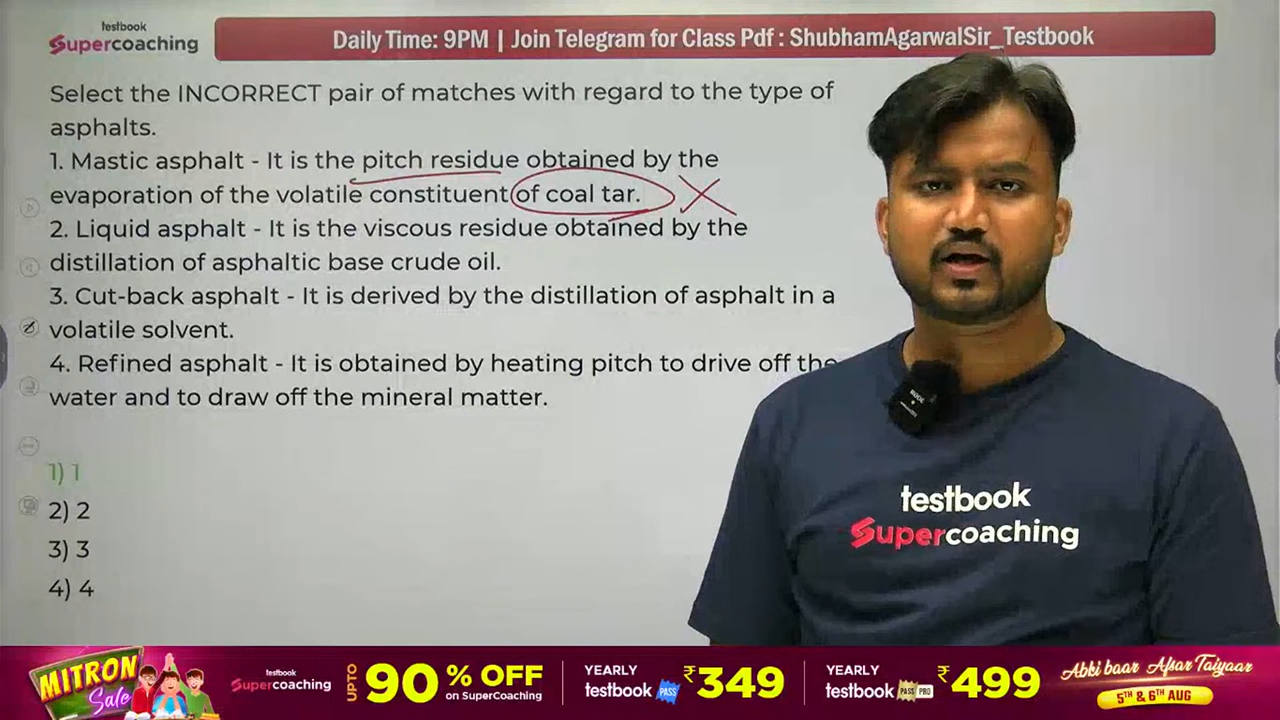 testbook
Supercoaching
Daily Time: 9PM | Join Telegram for Class Pdf : ShubhamAgarwalSir_Testbook
Select the INCORRECT pair of matches with regard to the type of
asphalts.
1. Mastic asphalt - It is the pitch residue obtained by the
evaporation of the volatile constituent of coal tar.
2. Liquid asphalt - It is the viscous residue obtained by the
distillation of asphaltic base crude oil.
3. Cut-back asphalt - It is derived by the distillation of asphalt in a
volatile solvent.
4. Refined asphalt - It is obtained by heating pitch to drive off the
water and to draw off the mineral matter.
1) 1
2) 2
3) 3
4) 4
testbook
Supercoaching
MITRON
Sale
testbook
Supercoaching
UPTO 90% OFF
on SuperCoaching
YEARLY
testbook PASS
₹349
YEARLY
testbook PASS PRO
₹499
Abki baar Afsar Taiyaar
5TH & 6TH AUG